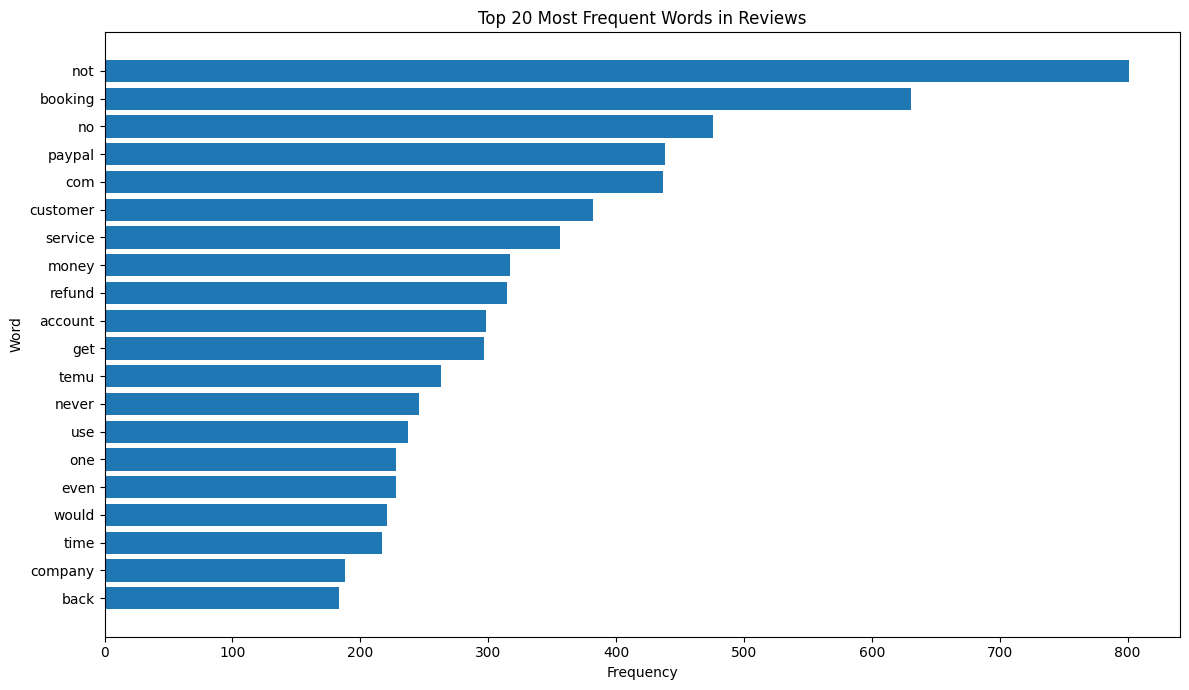 Top 20 Most Frequent Words in Reviews
Word
not
booking
no
paypal
com
customer
service
money
refund
account
get
temu
never
use
one
even
would
time
company
back
0 100 200 300 400 500 600 700 800
Frequency